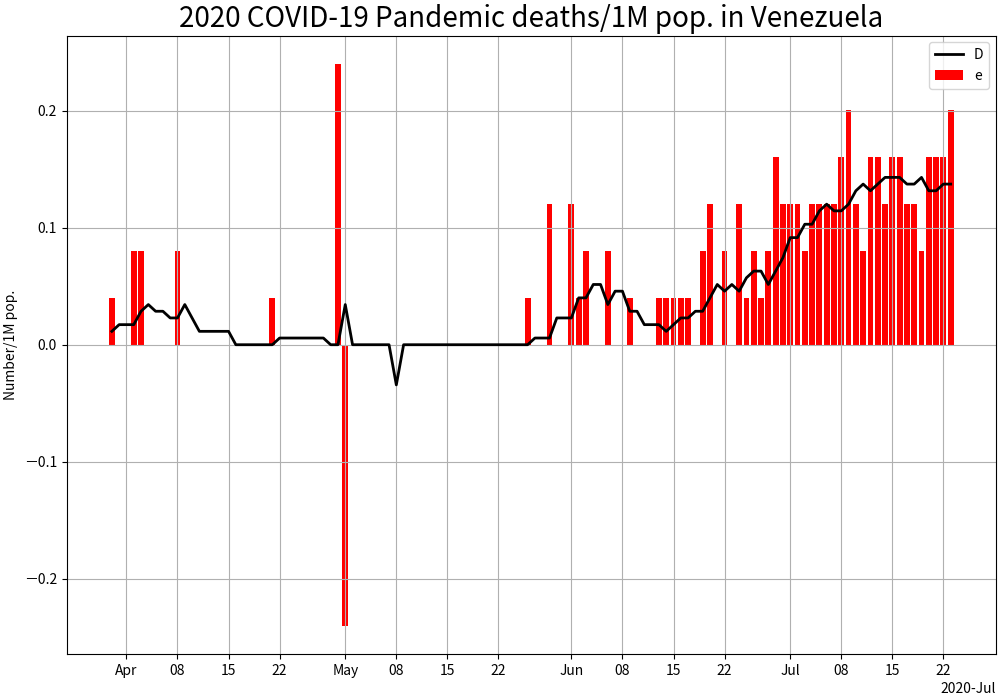 2020 COVID-19 Pandemic deaths/1M pop. in Venezuela
D
e
Number/1M pop.
0.2
0.1
0.0
−0.1
−0.2
Apr 08 15 22 May 08 15 22 Jun 08 15 22 Jul 08 15 22
2020-Jul